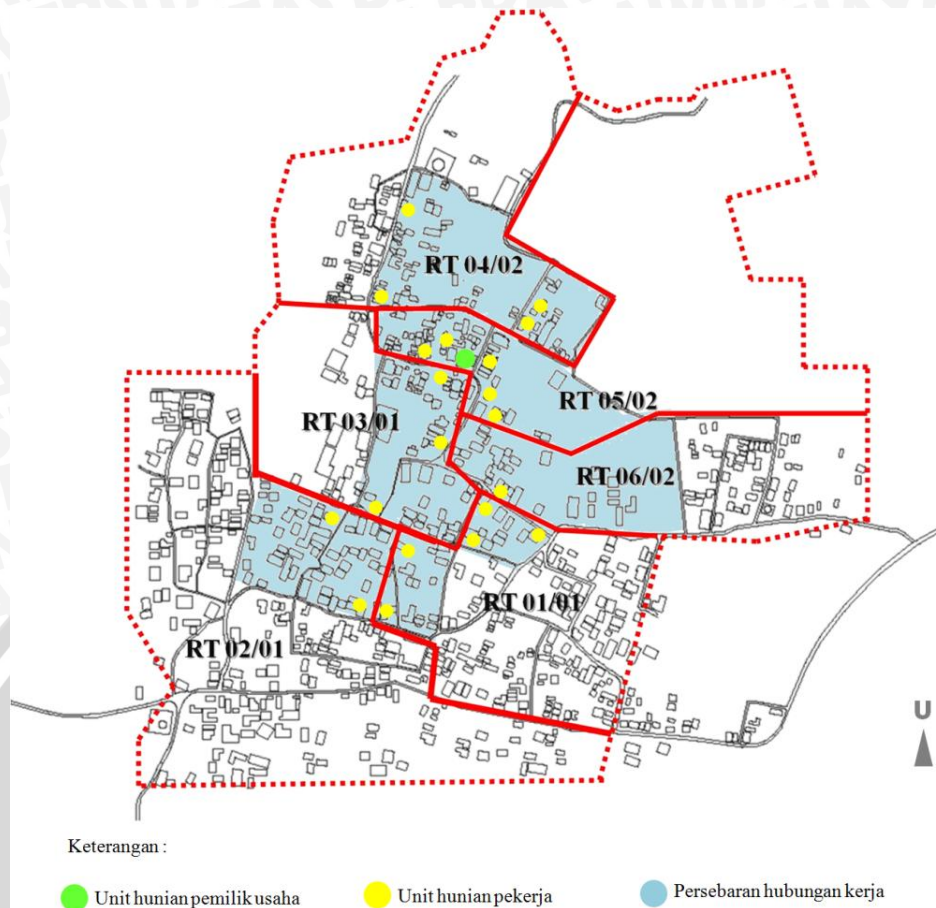 RT 04/02
RT 05/02
RT 03/01
RT 06/02
RT 01/01
RT 02/01
U
Keterangan :
Unit hunian pemilik usaha
Unit hunian pekerja
Persebaran hubungan kerja